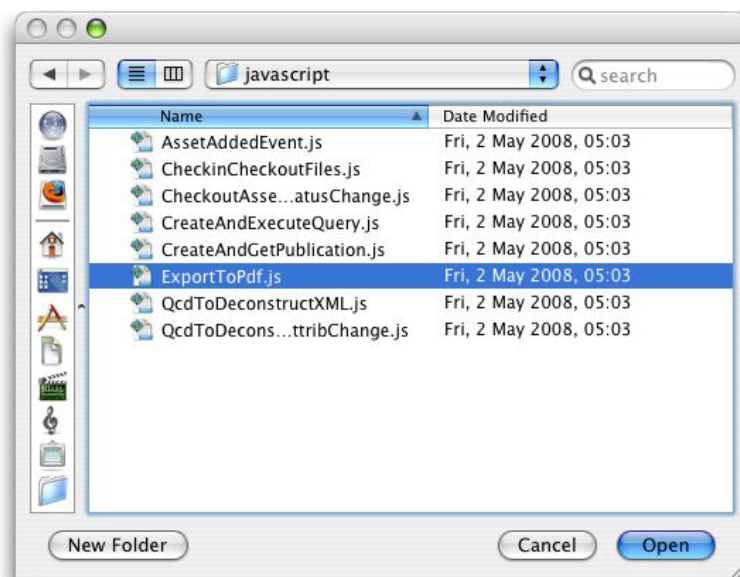 javascript
search
Name Date Modified
AssetAddedEvent.js Fri, 2 May 2008, 05:03
CheckinCheckoutFiles.js Fri, 2 May 2008, 05:03
CheckoutAsse...atusChange.js Fri, 2 May 2008, 05:03
CreateAndExecuteQuery.js Fri, 2 May 2008, 05:03
CreateAndGetPublication.js Fri, 2 May 2008, 05:03
ExportToPdf.js Fri, 2 May 2008, 05:03
QcdToDeconstructXML.js Fri, 2 May 2008, 05:03
QcdToDecons...ttribChange.js Fri, 2 May 2008, 05:03
New Folder Cancel Open